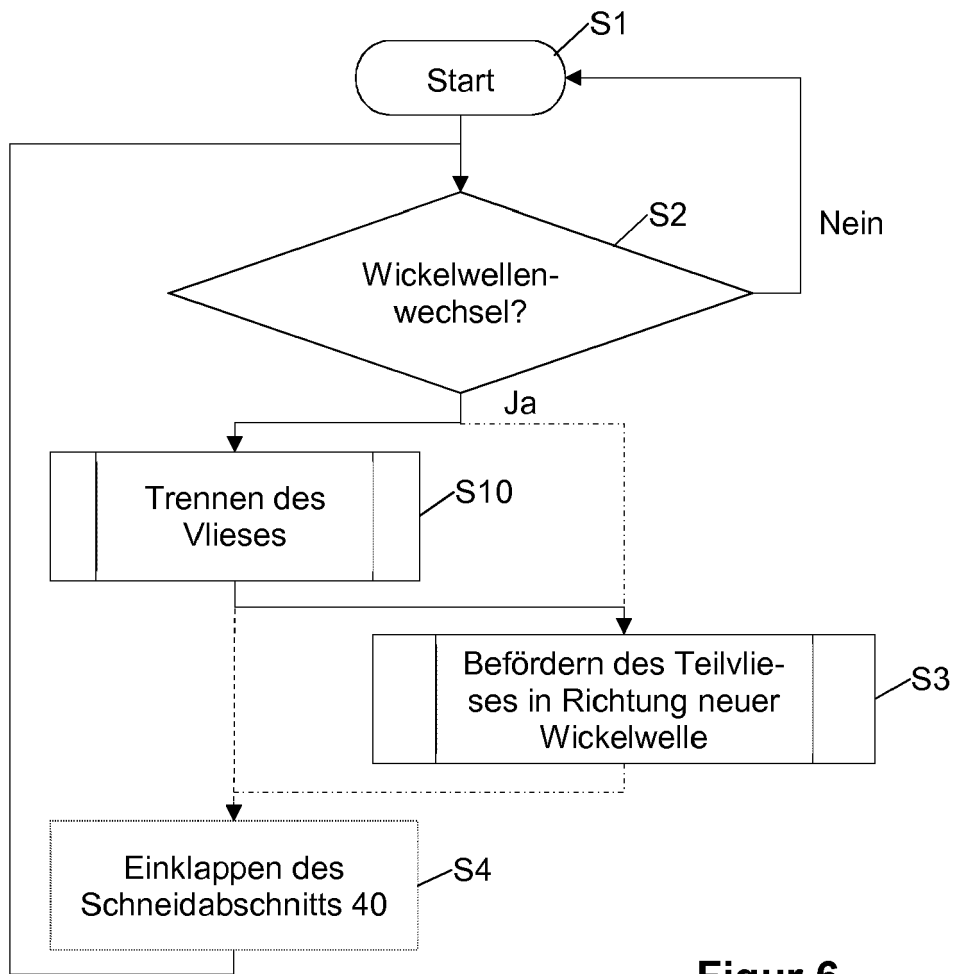 S1
Start
S2
Nein
Wickelwellen-
wechsel?
Ja
Trennen des
Vlieses
S10
Befördern des Teilvlie-
ses in Richtung neuer
Wickelwelle
S3
Einklappen des
Schneidabschnitts 40
S4
Figur 6